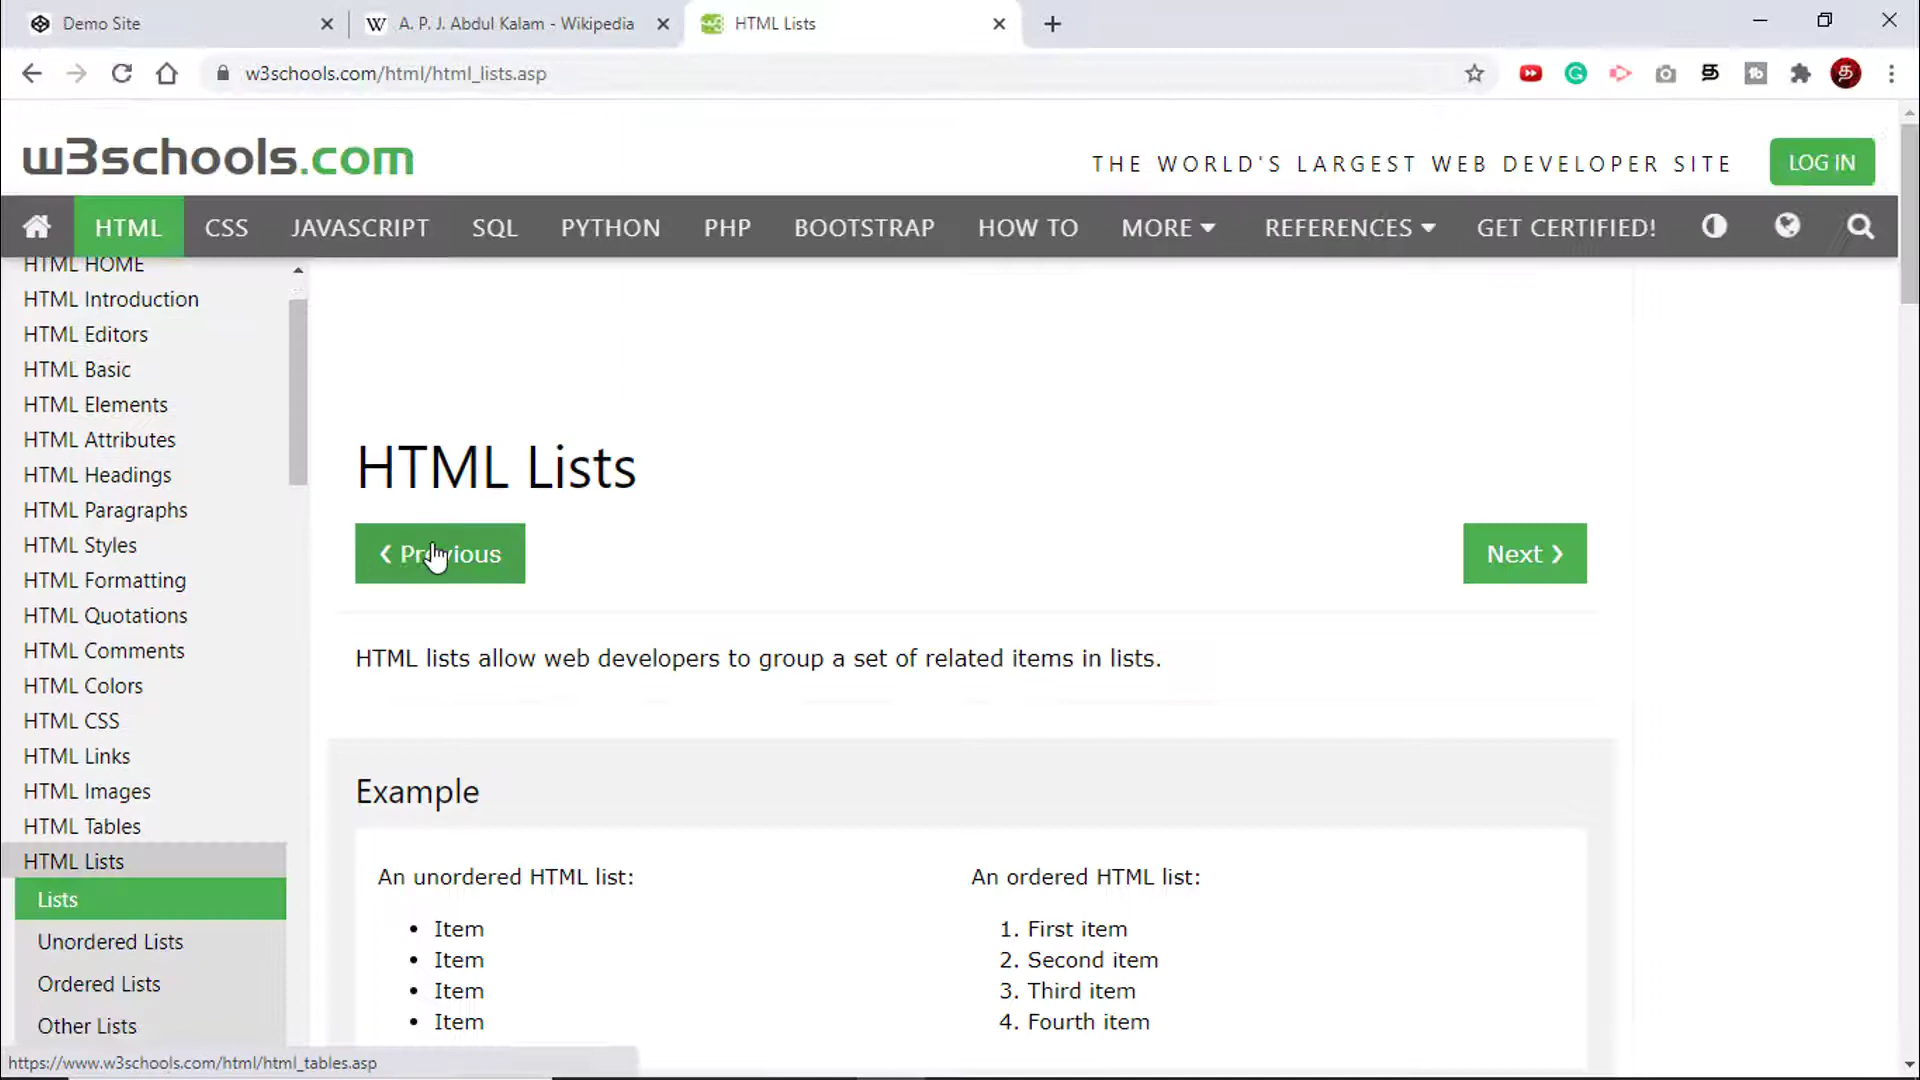 Demo Site
A. P. J. Abdul Kalam - Wikipedia
HTML Lists
w3schools.com/html/html_lists.asp
w3schools.com
THE WORLD'S LARGEST WEB DEVELOPER SITE
LOG IN
HTML
CSS
JAVASCRIPT
SQL
PYTHON
PHP
BOOTSTRAP
HOW TO
MORE
REFERENCES
GET CERTIFIED!
HTML HOME
HTML Introduction
HTML Editors
HTML Basic
HTML Elements
HTML Attributes
HTML Headings
HTML Paragraphs
HTML Styles
HTML Formatting
HTML Quotations
HTML Comments
HTML Colors
HTML CSS
HTML Links
HTML Images
HTML Tables
HTML Lists
Lists
Unordered Lists
Ordered Lists
Other Lists
https://www.w3schools.com/html/html_tables.asp
HTML Lists
❮ Previous
Next ❯
HTML lists allow web developers to group a set of related items in lists.
Example
An unordered HTML list:
• Item
• Item
• Item
• Item
An ordered HTML list:
1. First item
2. Second item
3. Third item
4. Fourth item